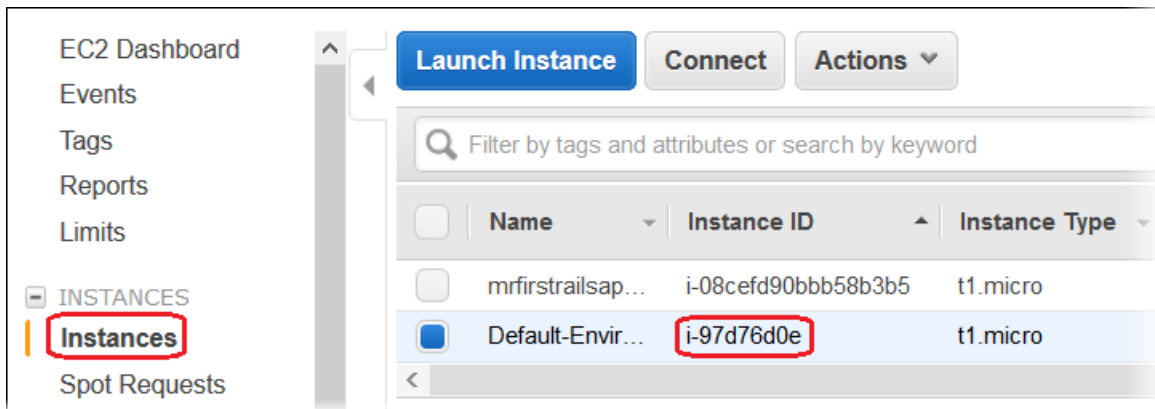 EC2 Dashboard
Events
Tags
Reports
Limits
INSTANCES
Instances
Spot Requests
Launch Instance Connect Actions
Filter by tags and attributes or search by keyword
Name Instance ID Instance Type
mrfirstrailsap... i-08cefd90bbb58b3b5 t1.micro
Default-Envir... i-97d76d0e t1.micro